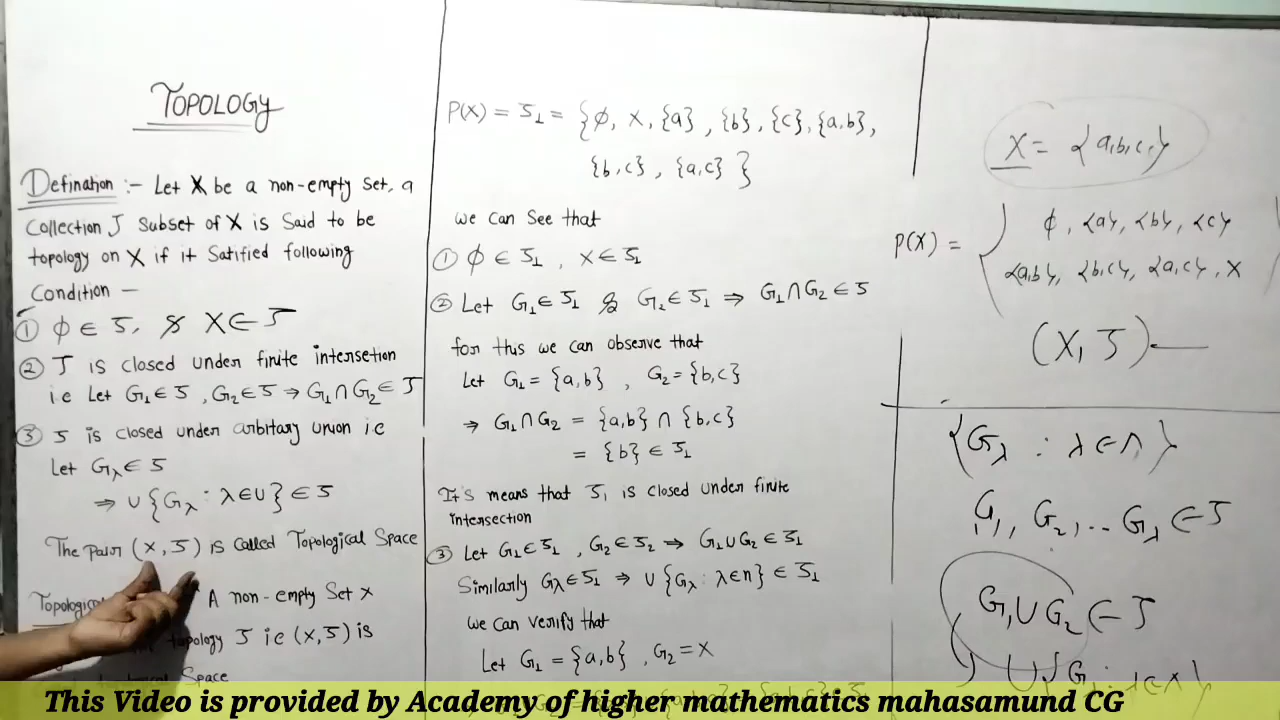 TOPOLOGY
Defination :- Let X be a non-empty Set, a
Collection J Subset of X is Said to be
topology on X if it Satified following
Condition —
① ϕ ∈ J, & X ∈ J
② J is closed under finite intersetion
i.e Let G₁ ∈ J , G₂ ∈ J ⇒ G₁ ∩ G₂ ∈ J
③ J is closed under arbitary union i.e
Let Gλ ∈ J
⇒ ∪ {Gλ : λ ∈ ∪} ∈ J
The pair (X, J) is called Topological Space
Topological A non-empty Set X
topology J i.e (X, J) is
Space
P(X) = J₁ = {ϕ, X, {a} , {b}, {c}, {a,b},
{b,c} , {a,c} }
we can See that
① ϕ ∈ J₁ , X ∈ J₁
② Let G₁ ∈ J₁ & G₂ ∈ J₁ ⇒ G₁ ∩ G₂ ∈ J
for this we can observe that
Let G₁ = {a,b} , G₂ = {b,c}
⇒ G₁ ∩ G₂ = {a,b} ∩ {b,c}
= {b} ∈ J₁
It's means that J₁ is closed under finite
intersection
③ Let G₁ ∈ J₁ , G₂ ∈ J₂ ⇒ G₁ ∪ G₂ ∈ J₁
Similarly Gλ ∈ J₁ ⇒ ∪ {Gλ : λ ∈ n} ∈ J₁
we can verify that
Let G₁ = {a,b} , G₂ = X
X = {a,b,c,}
P(X) = { ϕ , {a}, {b}, {c},
{a,b}, {b,c}, {a,c}, X
(X, J) —
{Gλ : λ ∈ ∧}
G₁, G₂, .. Gλ ∈ J
G₁ ∪ G₂ ∈ J
∪ { G : λ ∈ X }
This Video is provided by Academy of higher mathematics mahasamund CG